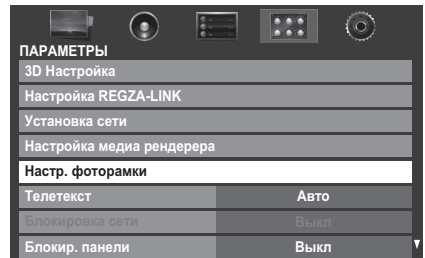 ПАРАМЕТРЫ
3D Настройка
Настройка REGZA-LINK
Установка сети
Настройка медиа рендерера
Настр. фоторамки
Телетекст Авто
Блокировка сети Выкл
Блокир. панели Выкл